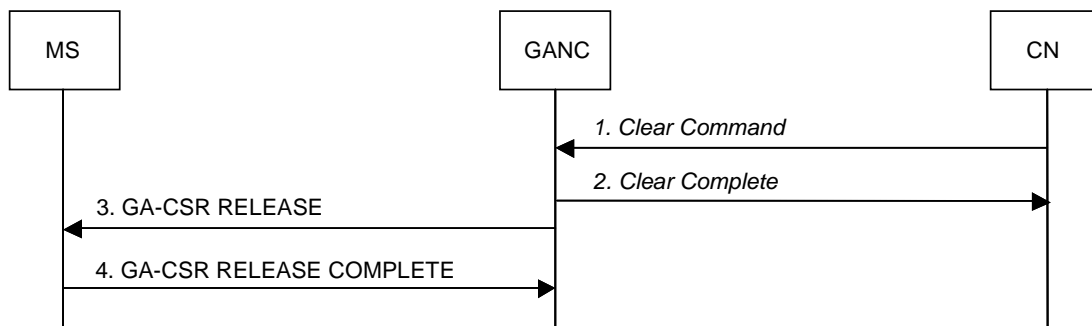 MS
GANC
CN
1. Clear Command
2. Clear Complete
3. GA-CSR RELEASE
4. GA-CSR RELEASE COMPLETE